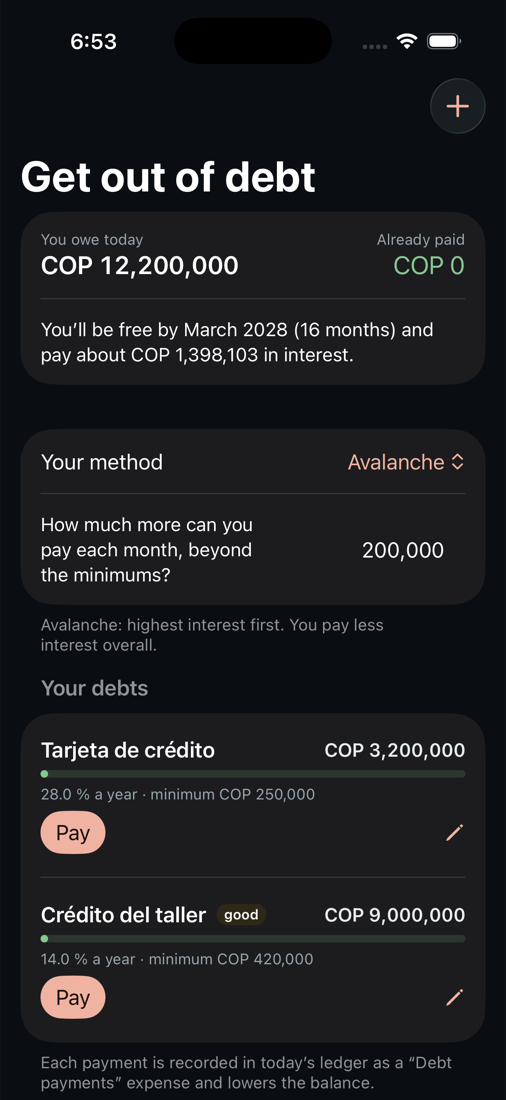 6:53
Get out of debt
You owe today
Already paid
COP 12,200,000
COP 0
You’ll be free by March 2028 (16 months) and
pay about COP 1,398,103 in interest.
Your method
Avalanche
How much more can you
pay each month, beyond
the minimums?
200,000
Avalanche: highest interest first. You pay less
interest overall.
Your debts
Tarjeta de crédito
COP 3,200,000
28.0 % a year · minimum COP 250,000
Pay
Crédito del taller
good
COP 9,000,000
14.0 % a year · minimum COP 420,000
Pay
Each payment is recorded in today’s ledger as a “Debt
payments” expense and lowers the balance.